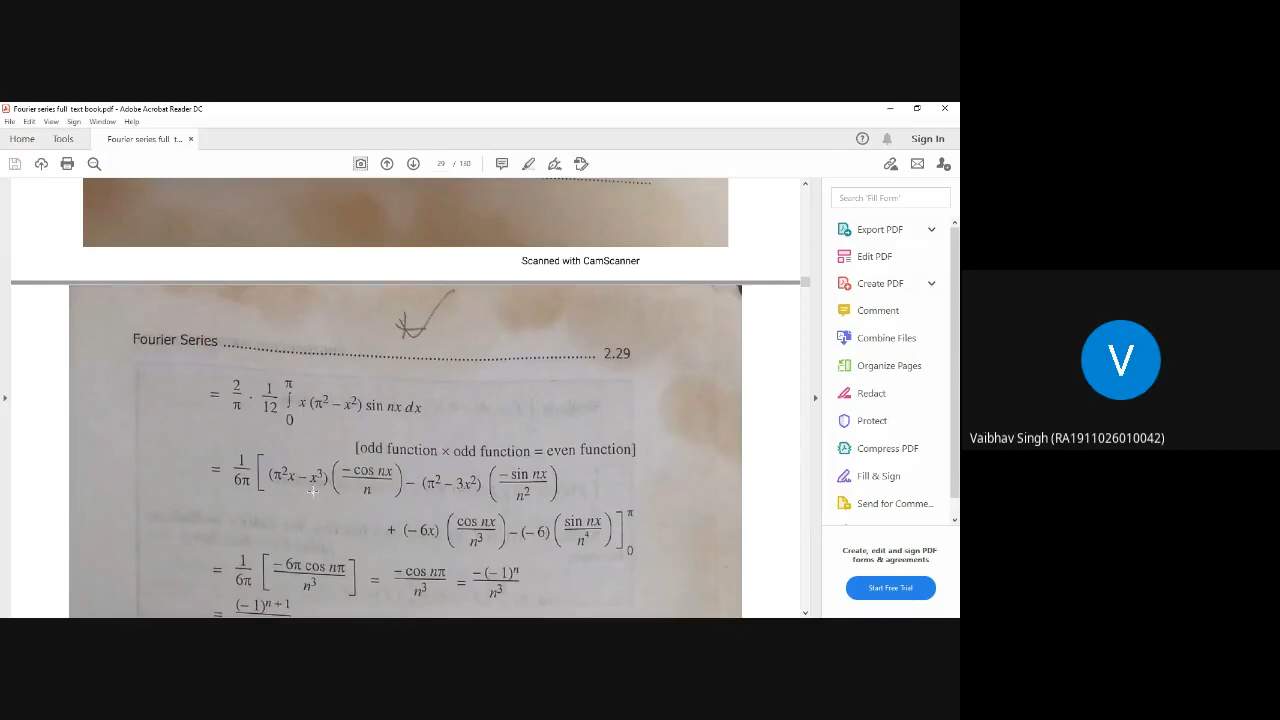 Fourier series full text book.pdf - Adobe Acrobat Reader DC
File Edit View Sign Window Help
Home Tools Fourier series full t... × Sign In
29 / 130
Search 'Fill Form'
Export PDF
Edit PDF
Create PDF
Comment
Combine Files
Organize Pages
Redact
Protect
Compress PDF
Fill & Sign
Send for Comme...
Convert, edit and sign PDF
forms & agreements
Start Free Trial
Scanned with CamScanner
Fourier Series ........ 2.29
= 2/π · 1/12 ∫₀^π x (π² – x²) sin nx dx
[odd function × odd function = even function]
= 1/6π [ (π²x – x³) (–cos nx / n) – (π² – 3x²) (–sin nx / n²)
+ (– 6x) (cos nx / n³) – (– 6) (sin nx / n⁴) ]₀^π
= 1/6π [ –6π cos nπ / n³ ] = –cos nπ / n³ = –(–1)ⁿ / n³
= (–1)ⁿ⁺¹
V
Vaibhav Singh (RA1911026010042)